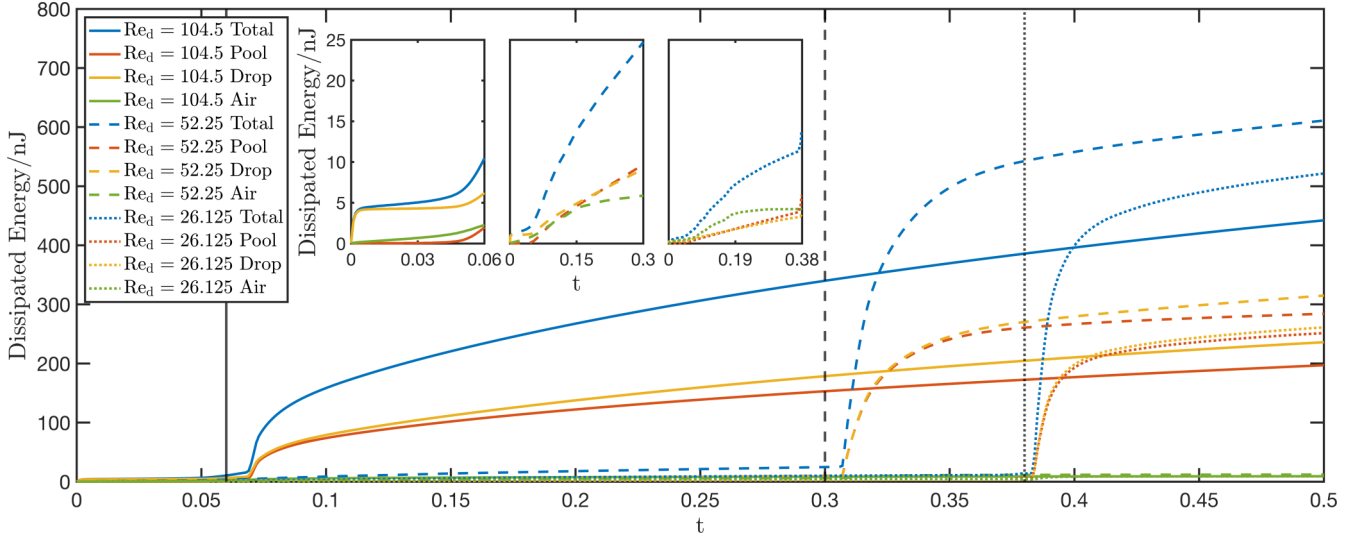 800
700
600
500
400
300
200
100
0
Dissipated Energy/nJ
Re_d = 104.5 Total
Re_d = 104.5 Pool
Re_d = 104.5 Drop
Re_d = 104.5 Air
Re_d = 52.25 Total
Re_d = 52.25 Pool
Re_d = 52.25 Drop
Re_d = 52.25 Air
Re_d = 26.125 Total
Re_d = 26.125 Pool
Re_d = 26.125 Drop
Re_d = 26.125 Air
Dissipated Energy/nJ
25
20
15
10
5
0
0 0.03 0.06
0 0.15 0.3
0 0.19 0.38
t
0 0.05 0.1 0.15 0.2 0.25 0.3 0.35 0.4 0.45 0.5
t